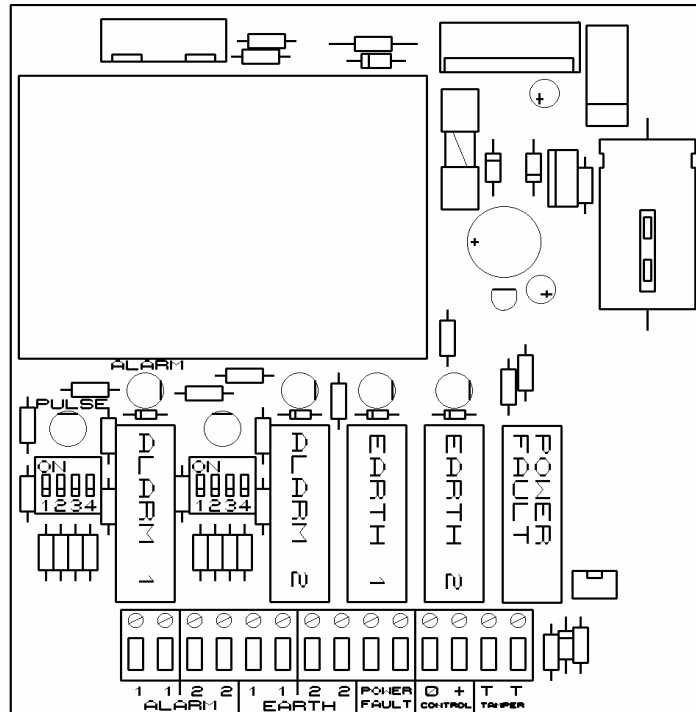 ALARM
PULSE
ON
1234
ALARM 1
ON
1234
ALARM 2
EARTH 1
EARTH 2
POWER
FAULT
1 1 2 2 1 1 2 2 POWER FAULT 0 + T T
ALARM EARTH CONTROL TAMPER